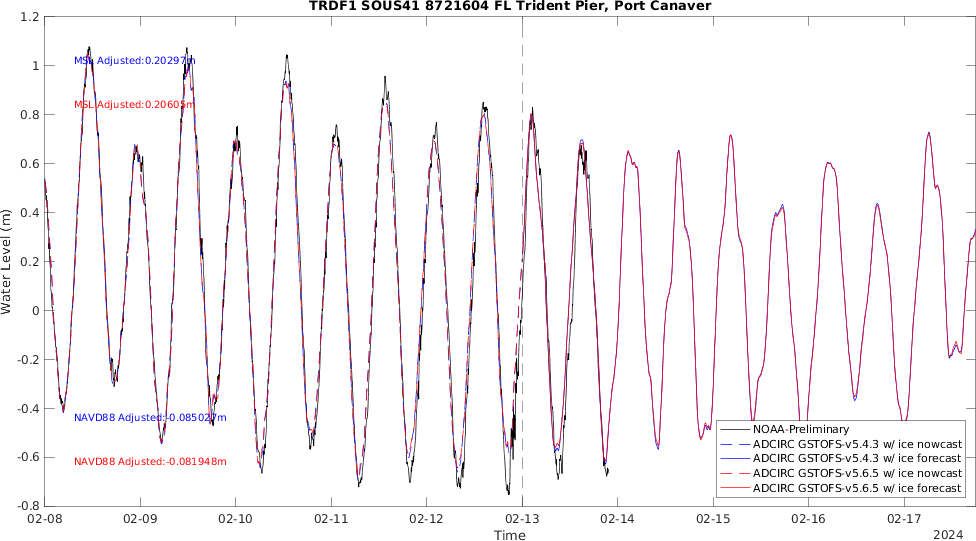 TRDF1 SOUS41 8721604 FL Trident Pier, Port Canaver
1.2
1
0.8
0.6
0.4
0.2
0
-0.2
-0.4
-0.6
-0.8
Water Level (m)
MSL Adjusted:0.20297m
MSL Adjusted:0.20605m
NAVD88 Adjusted:-0.085027m
NAVD88 Adjusted:-0.081948m
NOAA-Preliminary
ADCIRC GSTOFS-v5.4.3 w/ ice nowcast
ADCIRC GSTOFS-v5.4.3 w/ ice forecast
ADCIRC GSTOFS-v5.6.5 w/ ice nowcast
ADCIRC GSTOFS-v5.6.5 w/ ice forecast
02-08 02-09 02-10 02-11 02-12 02-13 02-14 02-15 02-16 02-17
Time
2024